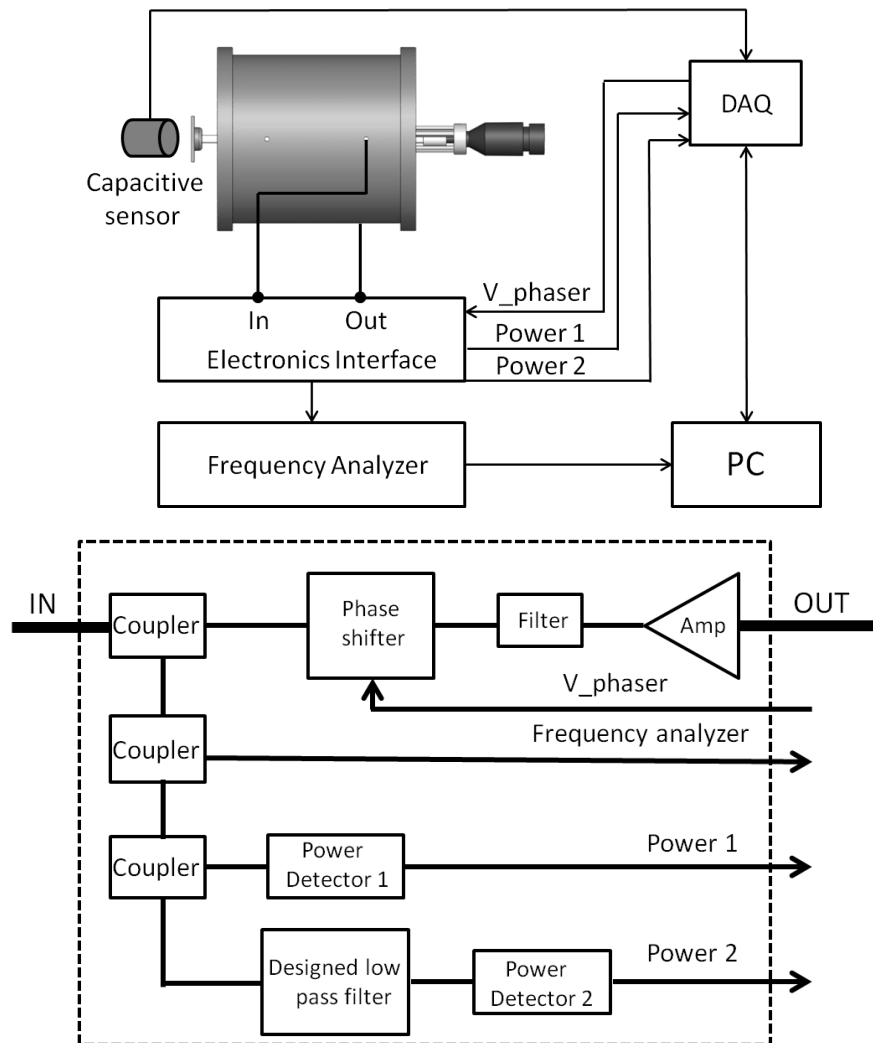 DAQ
Capacitive
sensor
V_phaser
In Out
Power 1
Electronics Interface
Power 2
Frequency Analyzer
PC
IN
OUT
Coupler
Phase
shifter
Filter
Amp
V_phaser
Frequency analyzer
Coupler
Coupler
Power
Detector 1
Power 1
Designed low
pass filter
Power
Detector 2
Power 2